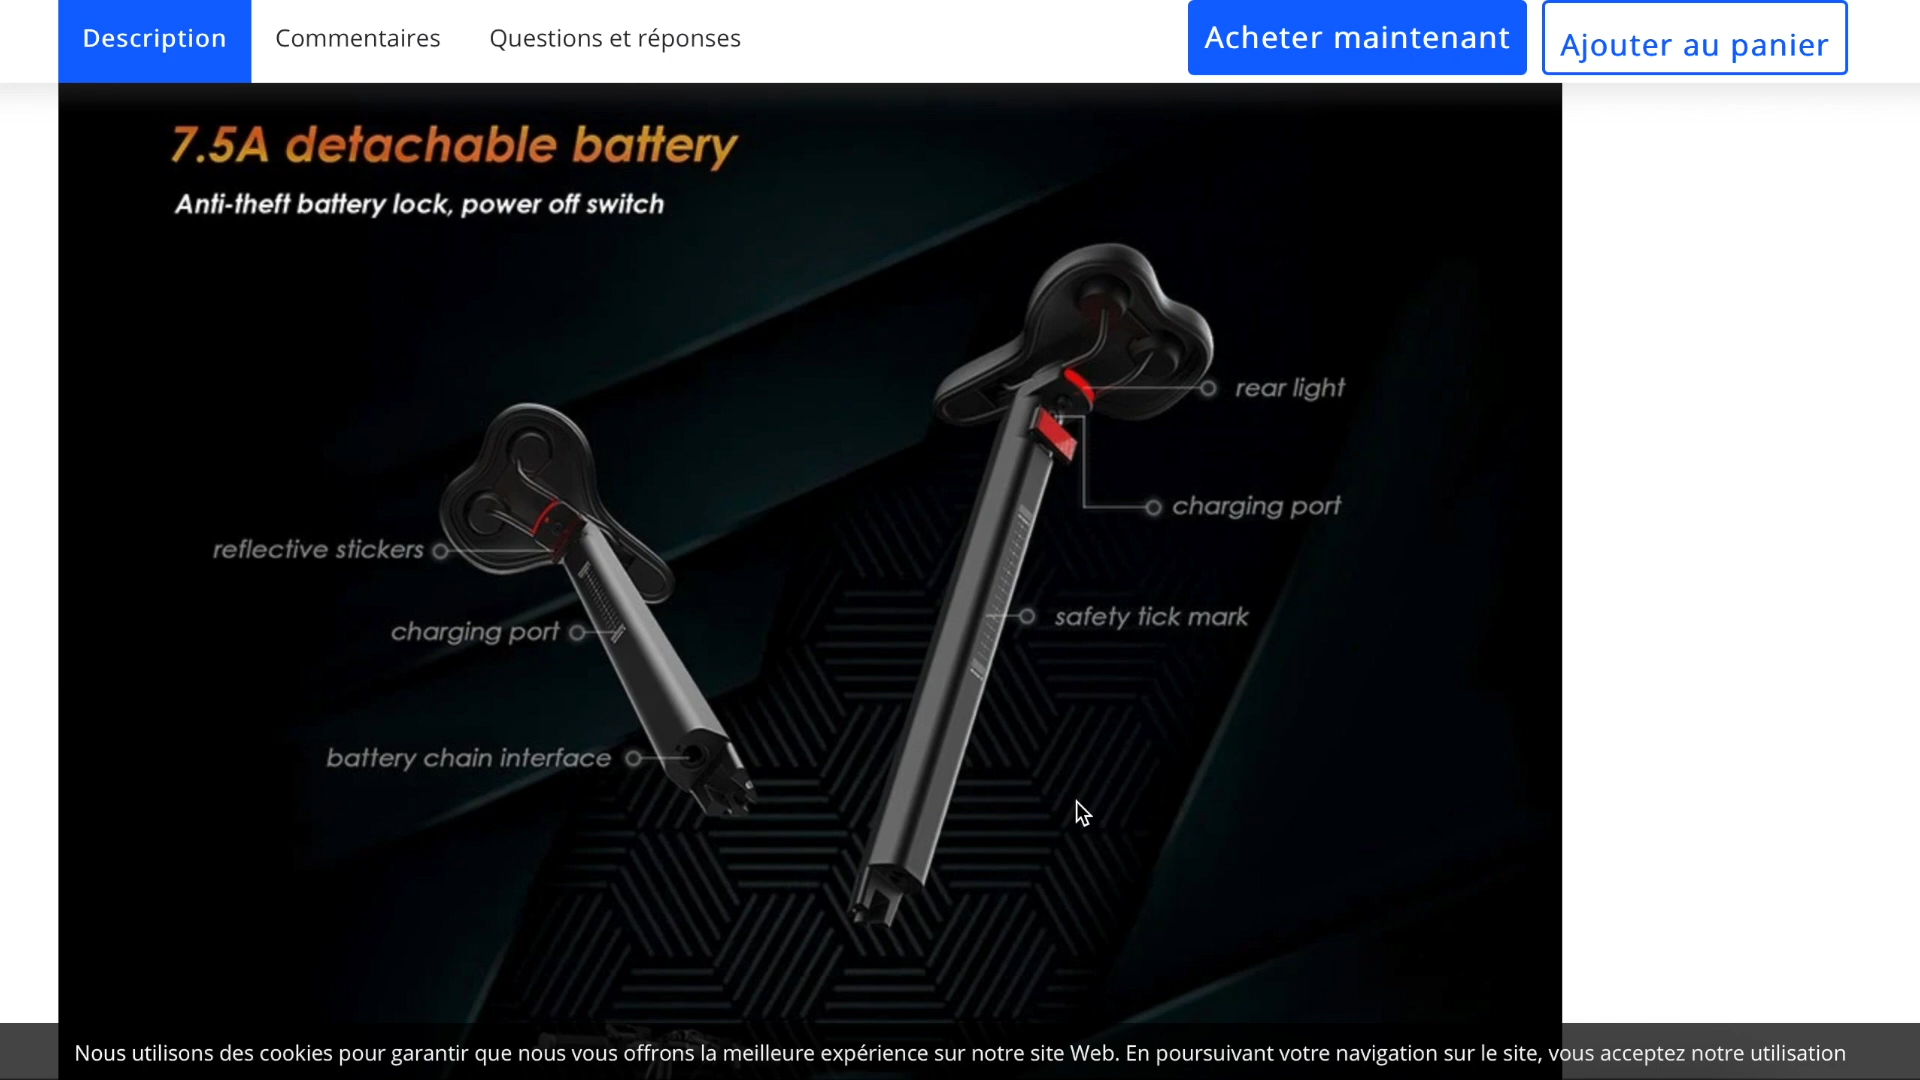 Description
Commentaires
Questions et réponses
Acheter maintenant
Ajouter au panier
7.5A detachable battery
Anti-theft battery lock, power off switch
rear light
charging port
reflective stickers
safety tick mark
charging port
battery chain interface
Nous utilisons des cookies pour garantir que nous vous offrons la meilleure expérience sur notre site Web. En poursuivant votre navigation sur le site, vous acceptez notre utilisation